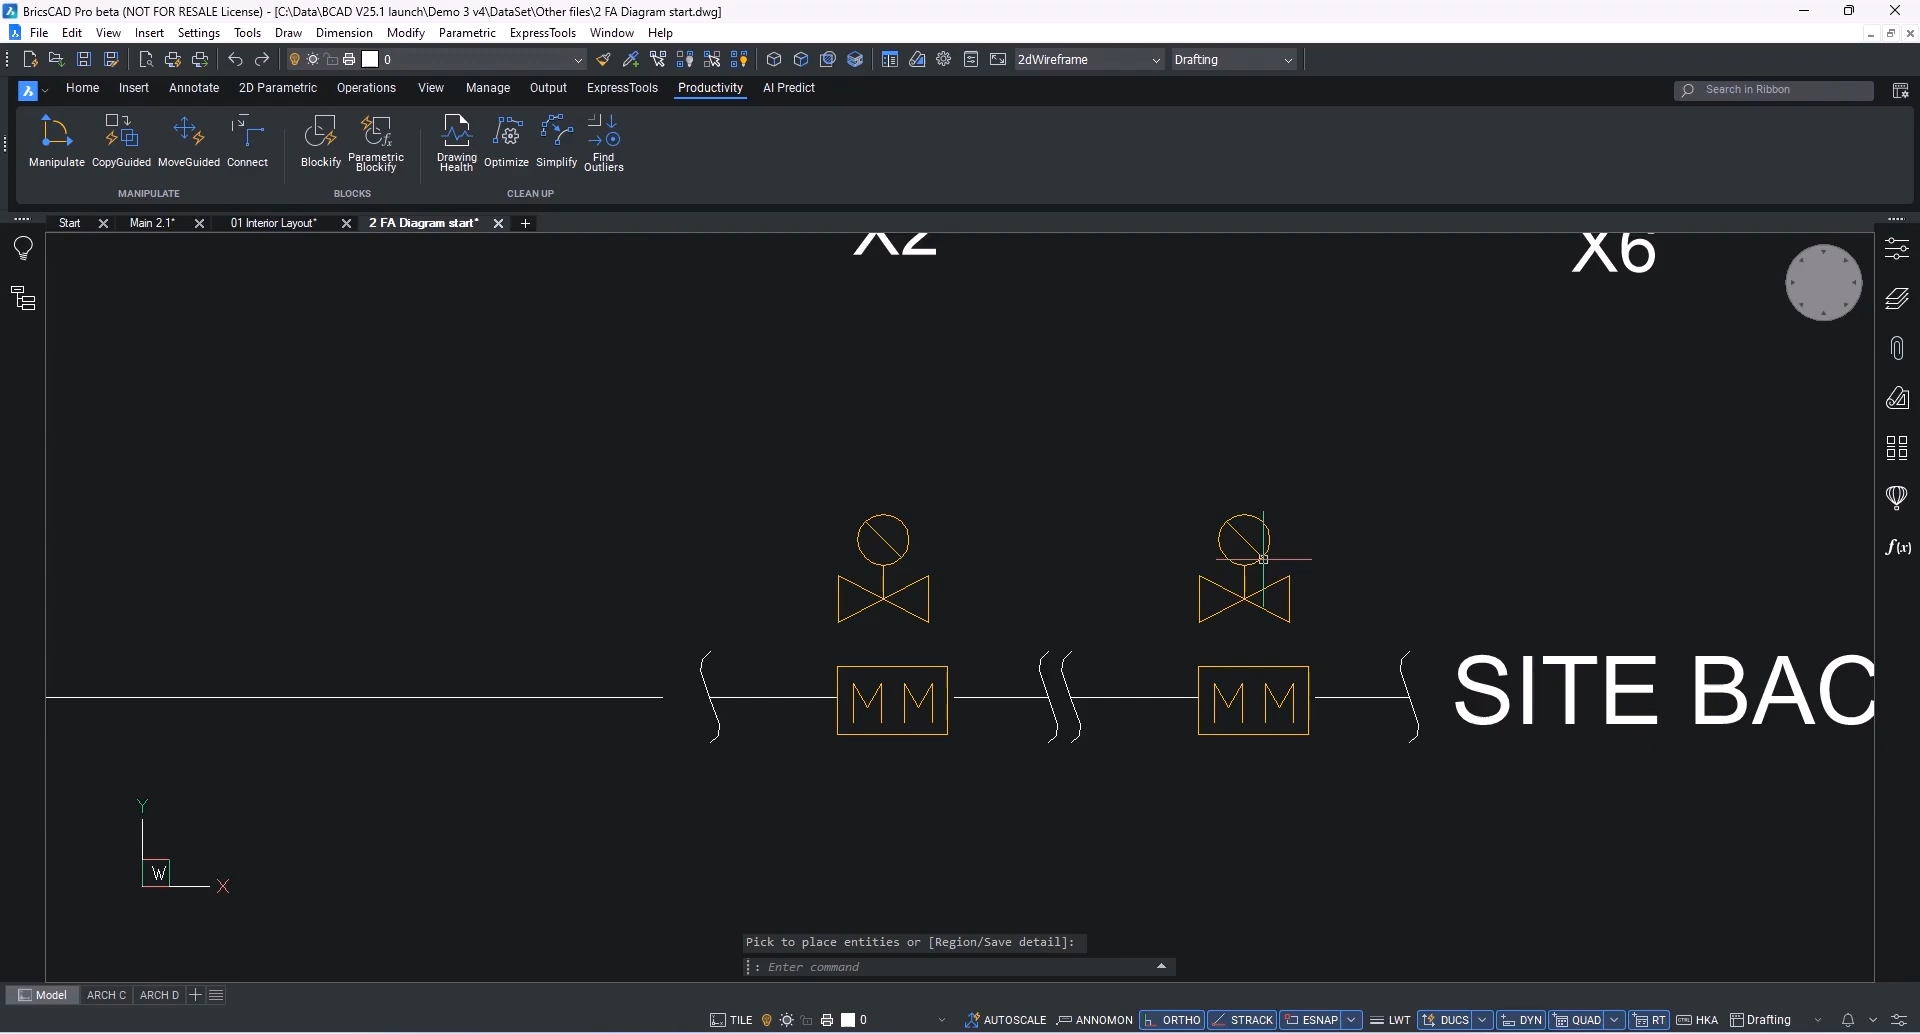 BricsCAD Pro beta (NOT FOR RESALE License) - [C:\Data\BCAD V25.1 launch\Demo 3 v4\DataSet\Other files\2 FA Diagram start.dwg]
File Edit View Insert Settings Tools Draw Dimension Modify Parametric ExpressTools Window Help
0 2dWireframe Drafting
Home Insert Annotate 2D Parametric Operations View Manage Output ExpressTools Productivity AI Predict Search in Ribbon
Manipulate CopyGuided MoveGuided Connect Blockify Parametric Blockify Drawing Health Optimize Simplify Find Outliers
MANIPULATE BLOCKS CLEAN UP
Start Main 2.1* 01 Interior Layout* 2 FA Diagram start*
X2 X6
f(x)
M M M M SITE BAC
Y
W X
Pick to place entities or [Region/Save detail]:
: Enter command
Model ARCH C ARCH D
TILE 0 AUTOSCALE ANNOMON ORTHO STRACK ESNAP LWT DUCS DYN QUAD RT HKA Drafting